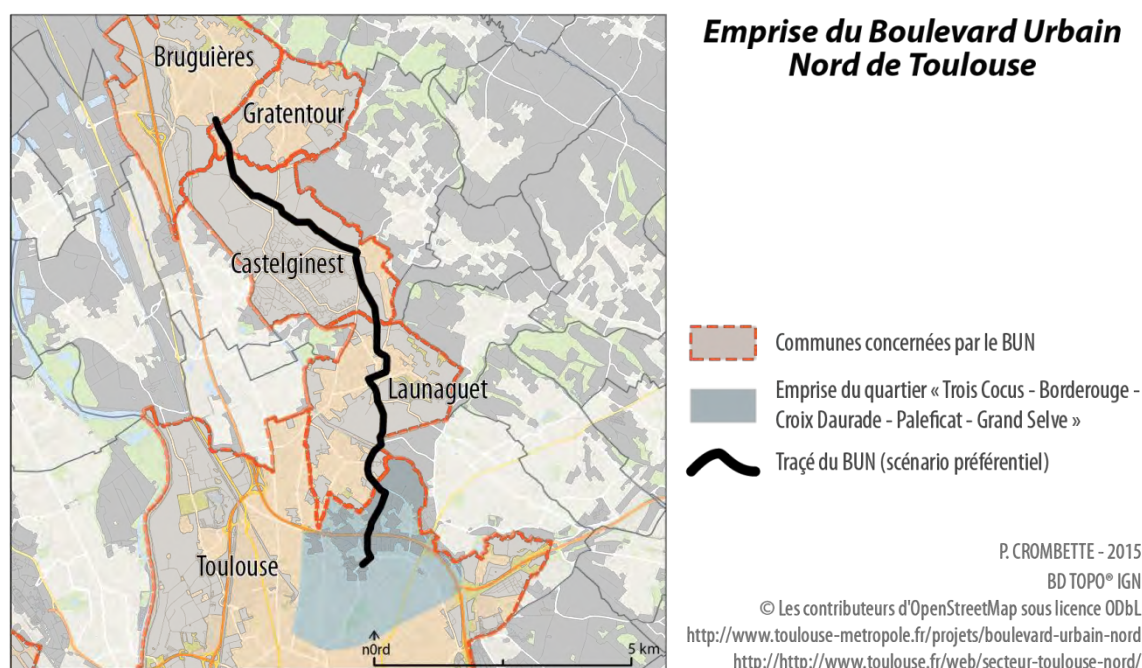 Emprise du Boulevard Urbain
Nord de Toulouse
Bruguières
Gratentour
Castelginest
Launaguet
Toulouse
n0rd
5 km
Communes concernées par le BUN
Emprise du quartier « Trois Cocus - Borderouge -
Croix Daurade - Paleficat - Grand Selve »
Traçé du BUN (scénario préférentiel)
P. CROMBETTE - 2015
BD TOPO® IGN
© Les contributeurs d'OpenStreetMap sous licence ODbL
http://www.toulouse-metropole.fr/projets/boulevard-urbain-nord
http://http://www.toulouse.fr/web/secteur-toulouse-nord/